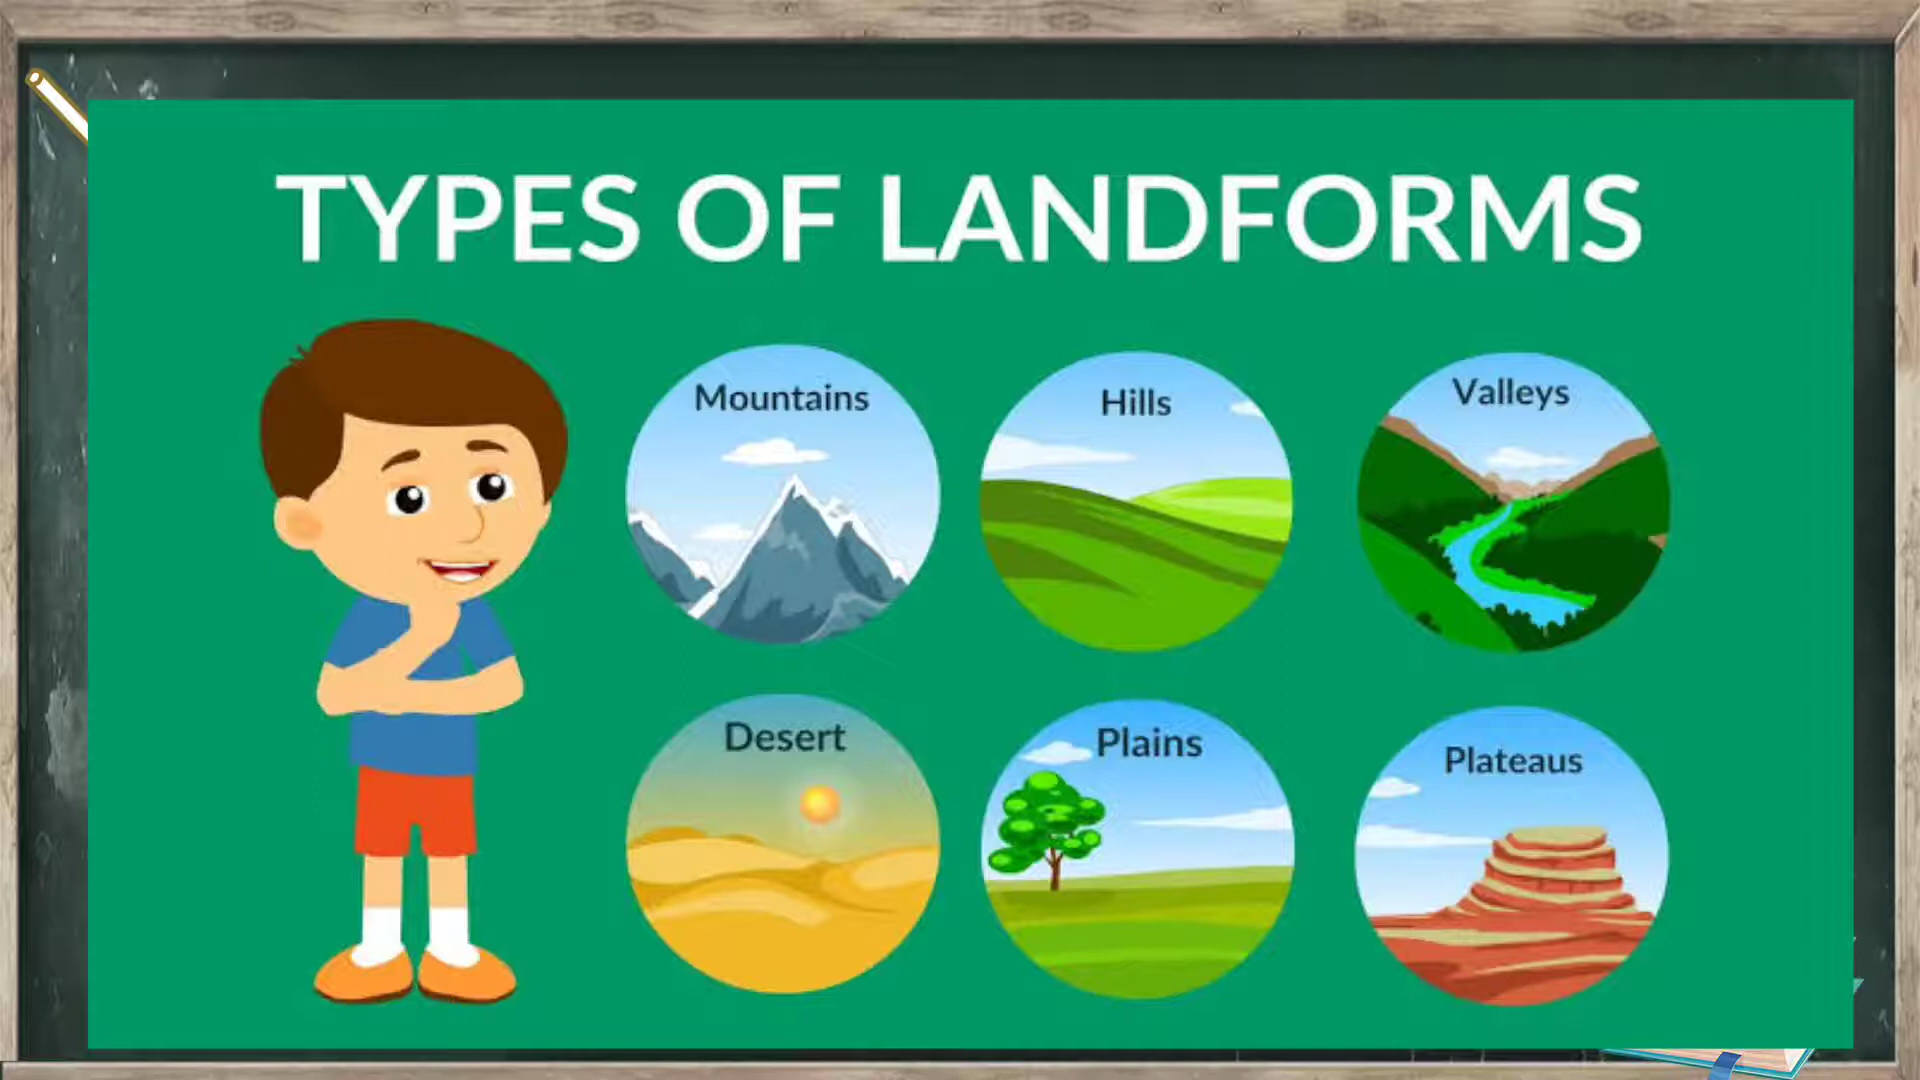 TYPES OF LANDFORMS
Mountains
Hills
Valleys
Desert
Plains
Plateaus